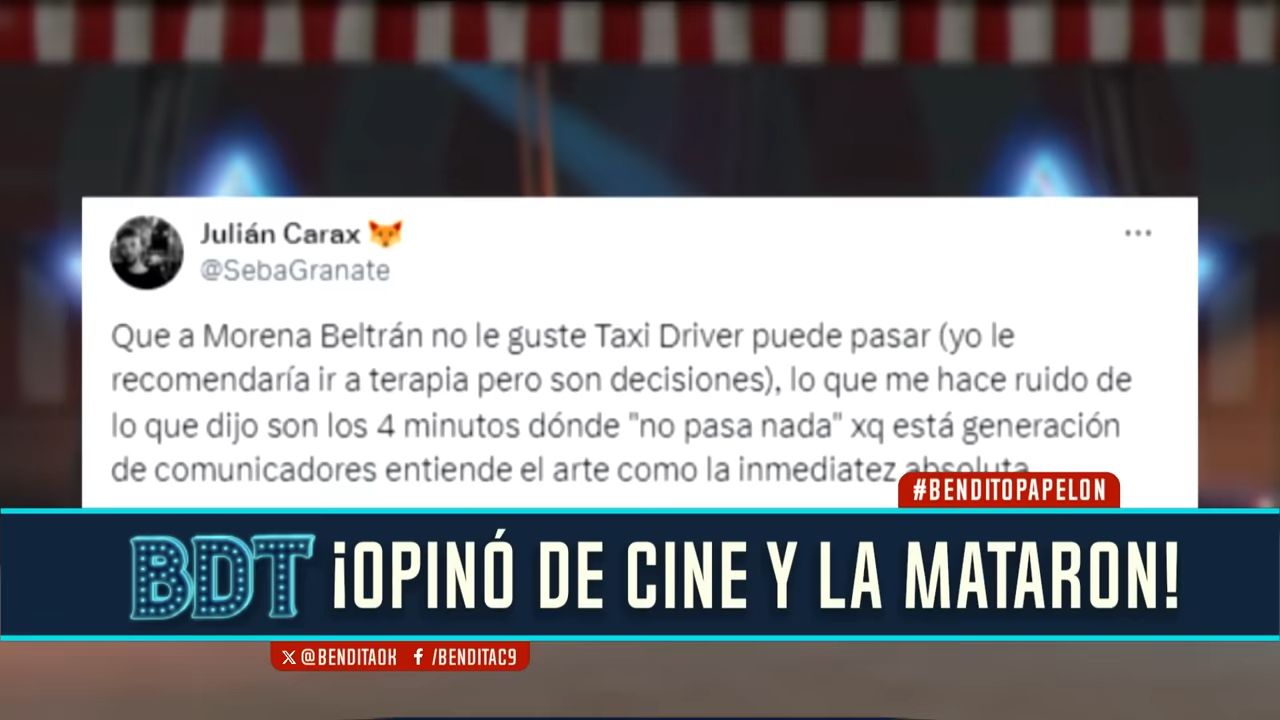 Julián Carax
@SebaGranate
Que a Morena Beltrán no le guste Taxi Driver puede pasar (yo le
recomendaría ir a terapia pero son decisiones), lo que me hace ruido de
lo que dijo son los 4 minutos dónde "no pasa nada" xq está generación
de comunicadores entiende el arte como la inmediatez absoluta
#BENDITOPAPELON
BDT ¡OPINÓ DE CINE Y LA MATARON!
X @BENDITAOK f /BENDITAC9